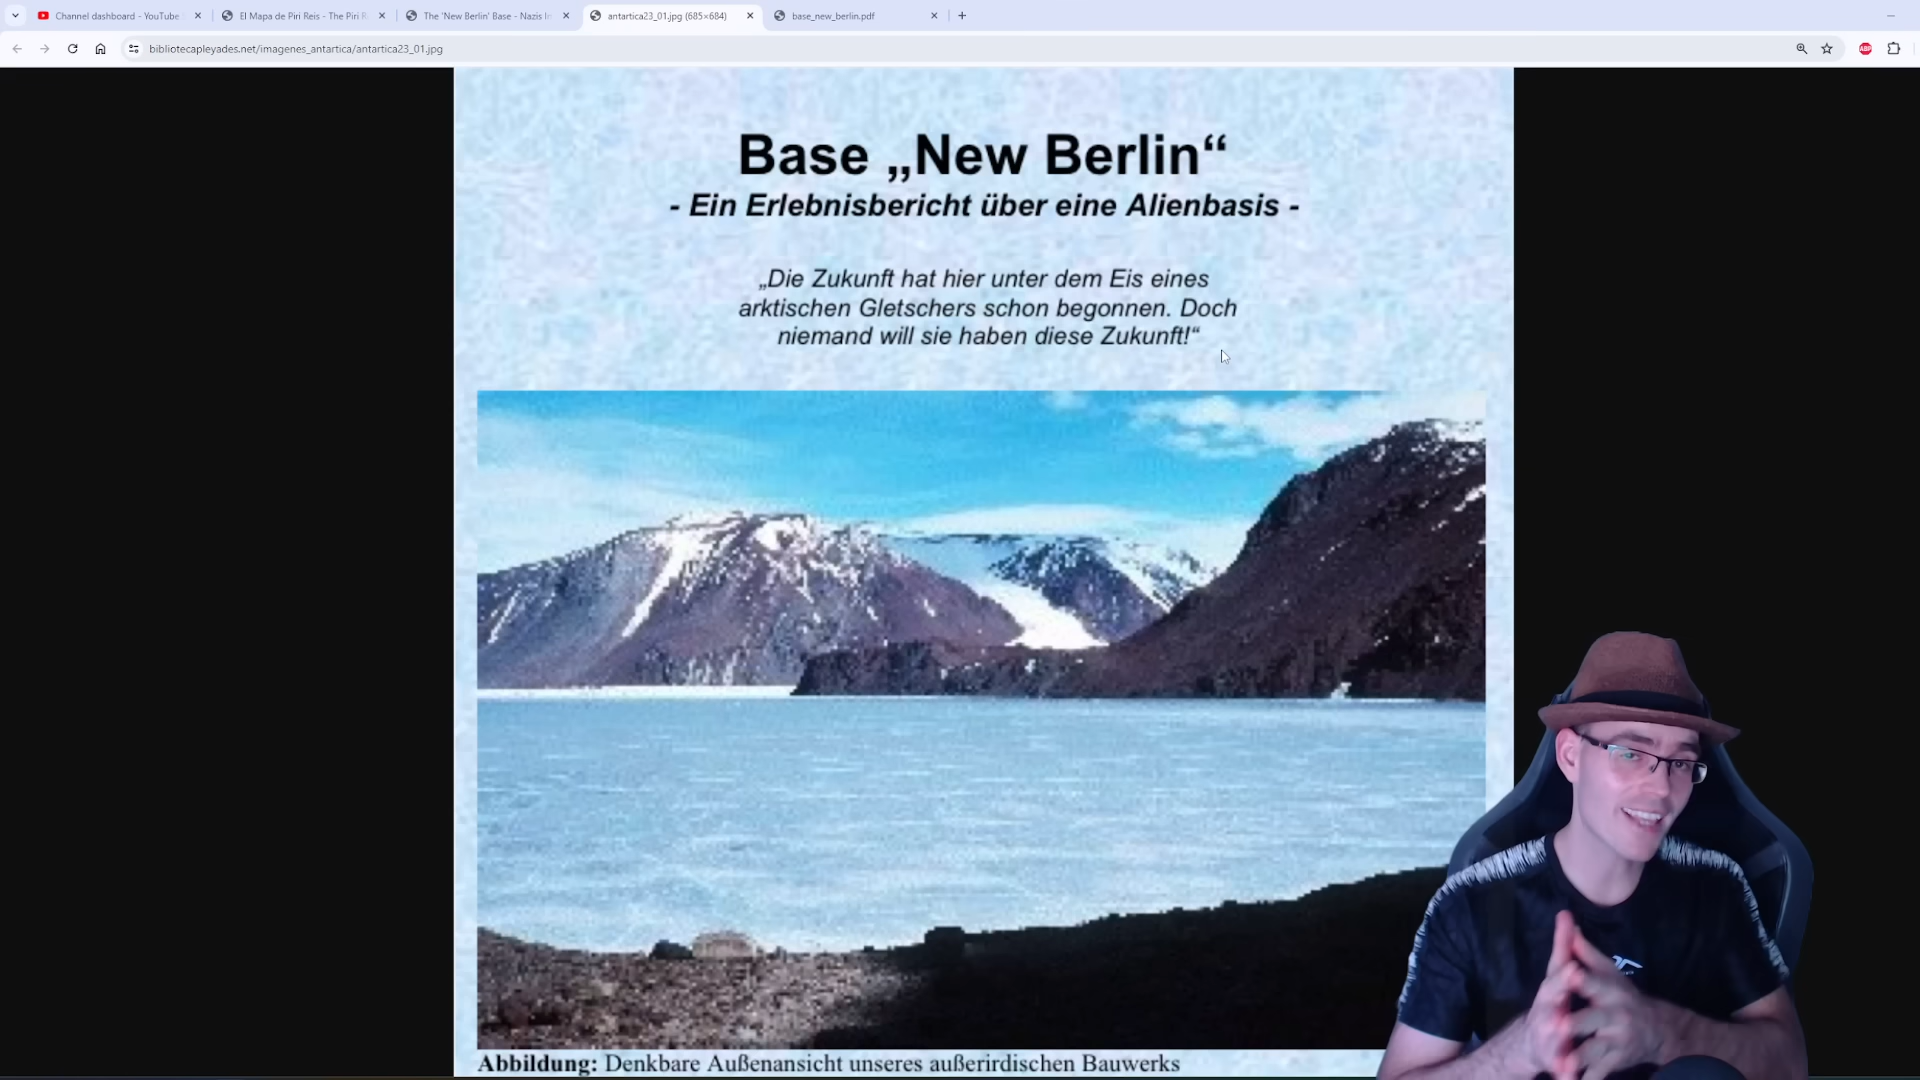 Channel dashboard - YouTube
El Mapa de Piri Reis - The Piri R
The 'New Berlin' Base - Nazis In
antartica23_01.jpg (685×684)
base_new_berlin.pdf
bibliotecapleyades.net/imagenes_antartica/antartica23_01.jpg
ABP
Base „New Berlin“
- Ein Erlebnisbericht über eine Alienbasis -
„Die Zukunft hat hier unter dem Eis eines
arktischen Gletschers schon begonnen. Doch
niemand will sie haben diese Zukunft!“
Abbildung: Denkbare Außenansicht unseres außerirdischen Bauwerks